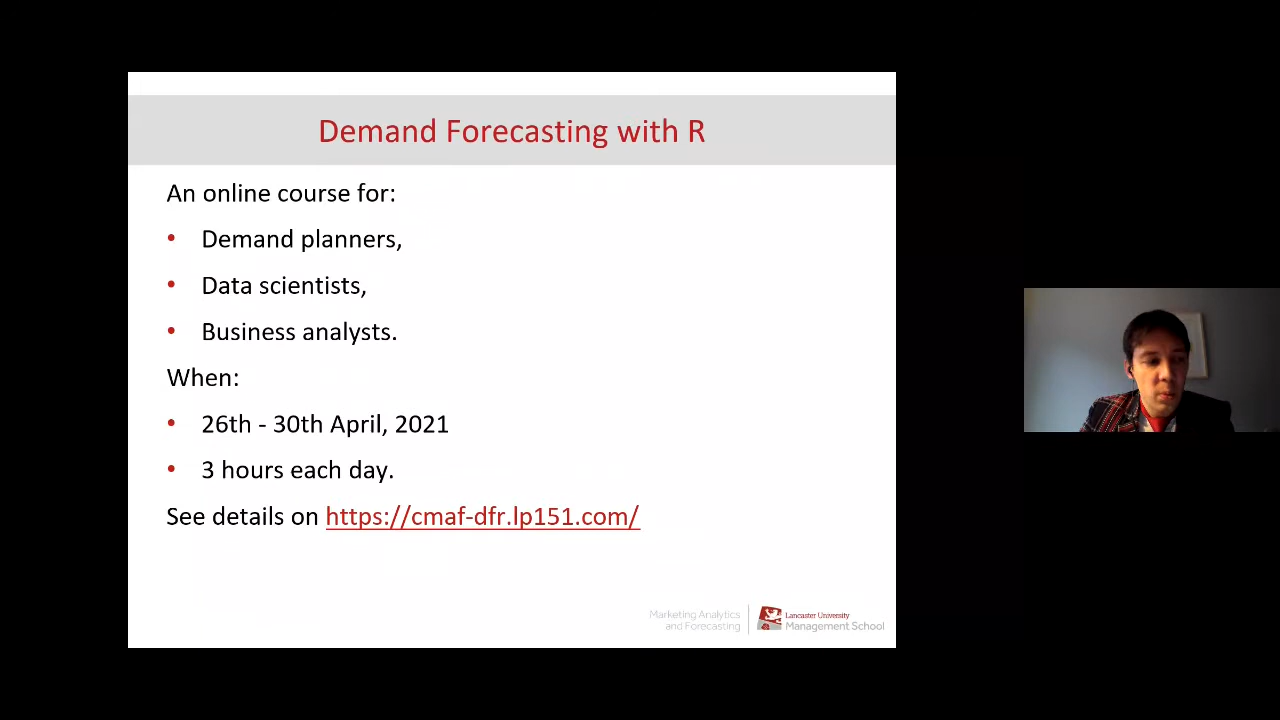 Demand Forecasting with R
An online course for:
• Demand planners,
• Data scientists,
• Business analysts.
When:
• 26th - 30th April, 2021
• 3 hours each day.
See details on https://cmaf-dfr.lp151.com/
Marketing Analytics
and Forecasting
Lancaster University
Management School